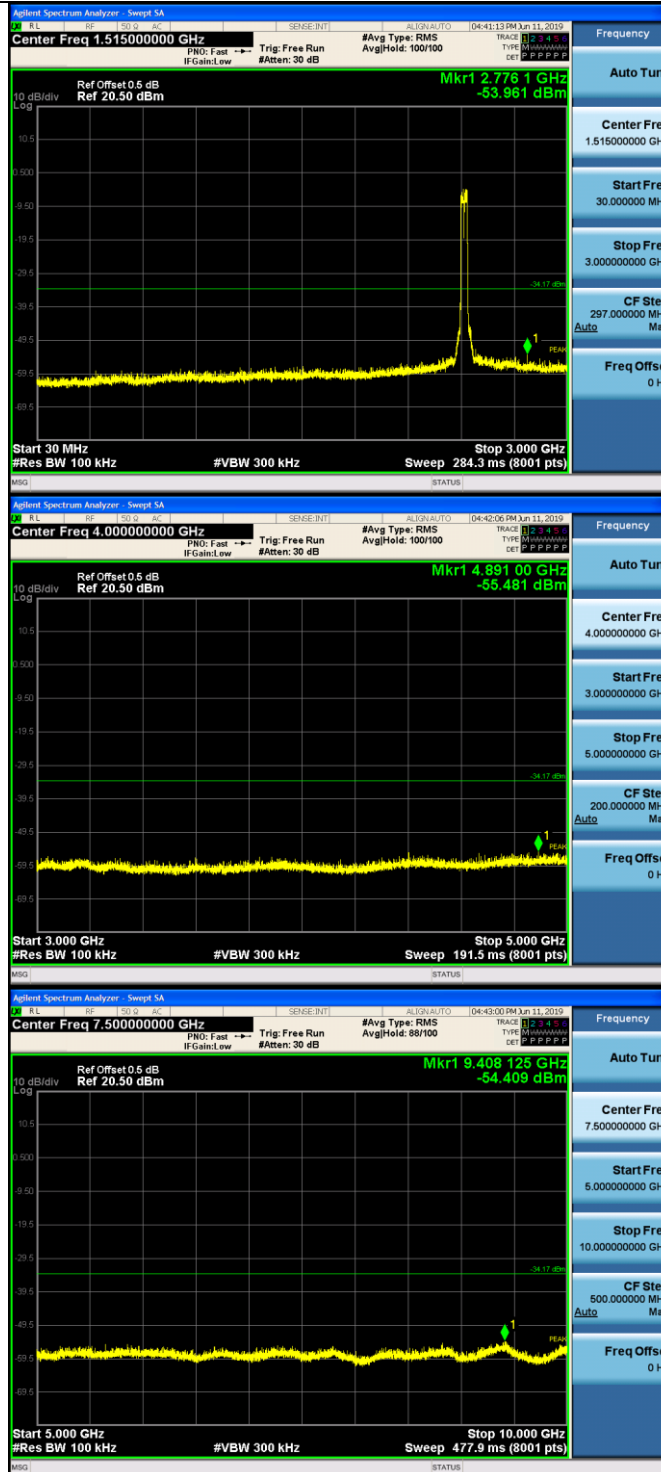 Agilent Spectrum Analyzer - Swept SA
RL RF 50 Ω AC SENSE:INT ALIGNAUTO 04:41:13 PM Jun 11, 2019
Center Freq 1.515000000 GHz #Avg Type: RMS TRACE 1 2 3 4 5 6
PNO: Fast Trig: Free Run Avg|Hold: 100/100 TYPE M
IFGain:Low #Atten: 30 dB DET P P P P P P
Mkr1 2.776 1 GHz
Ref Offset 0.5 dB
10 dB/div Ref 20.50 dBm -53.961 dBm
Log
10.5
0.500
-9.50
-19.5
-29.5
-34.17 dBm
-39.5
-49.5
1
PEAK
-59.5
-69.5
Start 30 MHz Stop 3.000 GHz
#Res BW 100 kHz #VBW 300 kHz Sweep 284.3 ms (8001 pts)
MSG STATUS
Frequency
Auto Tun
Center Fre
1.515000000 GH
Start Fre
30.000000 MH
Stop Fre
3.000000000 GH
CF Ste
297.000000 MH
Auto Ma
Freq Offse
0 H
Agilent Spectrum Analyzer - Swept SA
RL RF 50 Ω AC SENSE:INT ALIGNAUTO 04:42:06 PM Jun 11, 2019
Center Freq 4.000000000 GHz #Avg Type: RMS TRACE 1 2 3 4 5 6
PNO: Fast Trig: Free Run Avg|Hold: 100/100 TYPE M
IFGain:Low #Atten: 30 dB DET P P P P P P
Mkr1 4.891 00 GHz
Ref Offset 0.5 dB
10 dB/div Ref 20.50 dBm -55.481 dBm
Log
10.5
0.500
-9.50
-19.5
-29.5
-34.17 dBm
-39.5
-49.5
1
PEAK
-59.5
-69.5
Start 3.000 GHz Stop 5.000 GHz
#Res BW 100 kHz #VBW 300 kHz Sweep 191.5 ms (8001 pts)
MSG STATUS
Frequency
Auto Tun
Center Fre
4.000000000 GH
Start Fre
3.000000000 GH
Stop Fre
5.000000000 GH
CF Ste
200.000000 MH
Auto Ma
Freq Offse
0 H
Agilent Spectrum Analyzer - Swept SA
RL RF 50 Ω AC SENSE:INT ALIGNAUTO 04:43:00 PM Jun 11, 2019
Center Freq 7.500000000 GHz #Avg Type: RMS TRACE 1 2 3 4 5 6
PNO: Fast Trig: Free Run Avg|Hold: 88/100 TYPE M
IFGain:Low #Atten: 30 dB DET P P P P P P
Mkr1 9.408 125 GHz
Ref Offset 0.5 dB
10 dB/div Ref 20.50 dBm -54.409 dBm
Log
10.5
0.500
-9.50
-19.5
-29.5
-34.17 dBm
-39.5
-49.5
1
PEAK
-59.5
-69.5
Start 5.000 GHz Stop 10.000 GHz
#Res BW 100 kHz #VBW 300 kHz Sweep 477.9 ms (8001 pts)
MSG STATUS
Frequency
Auto Tun
Center Fre
7.500000000 GH
Start Fre
5.000000000 GH
Stop Fre
10.000000000 GH
CF Ste
500.000000 MH
Auto Ma
Freq Offse
0 H